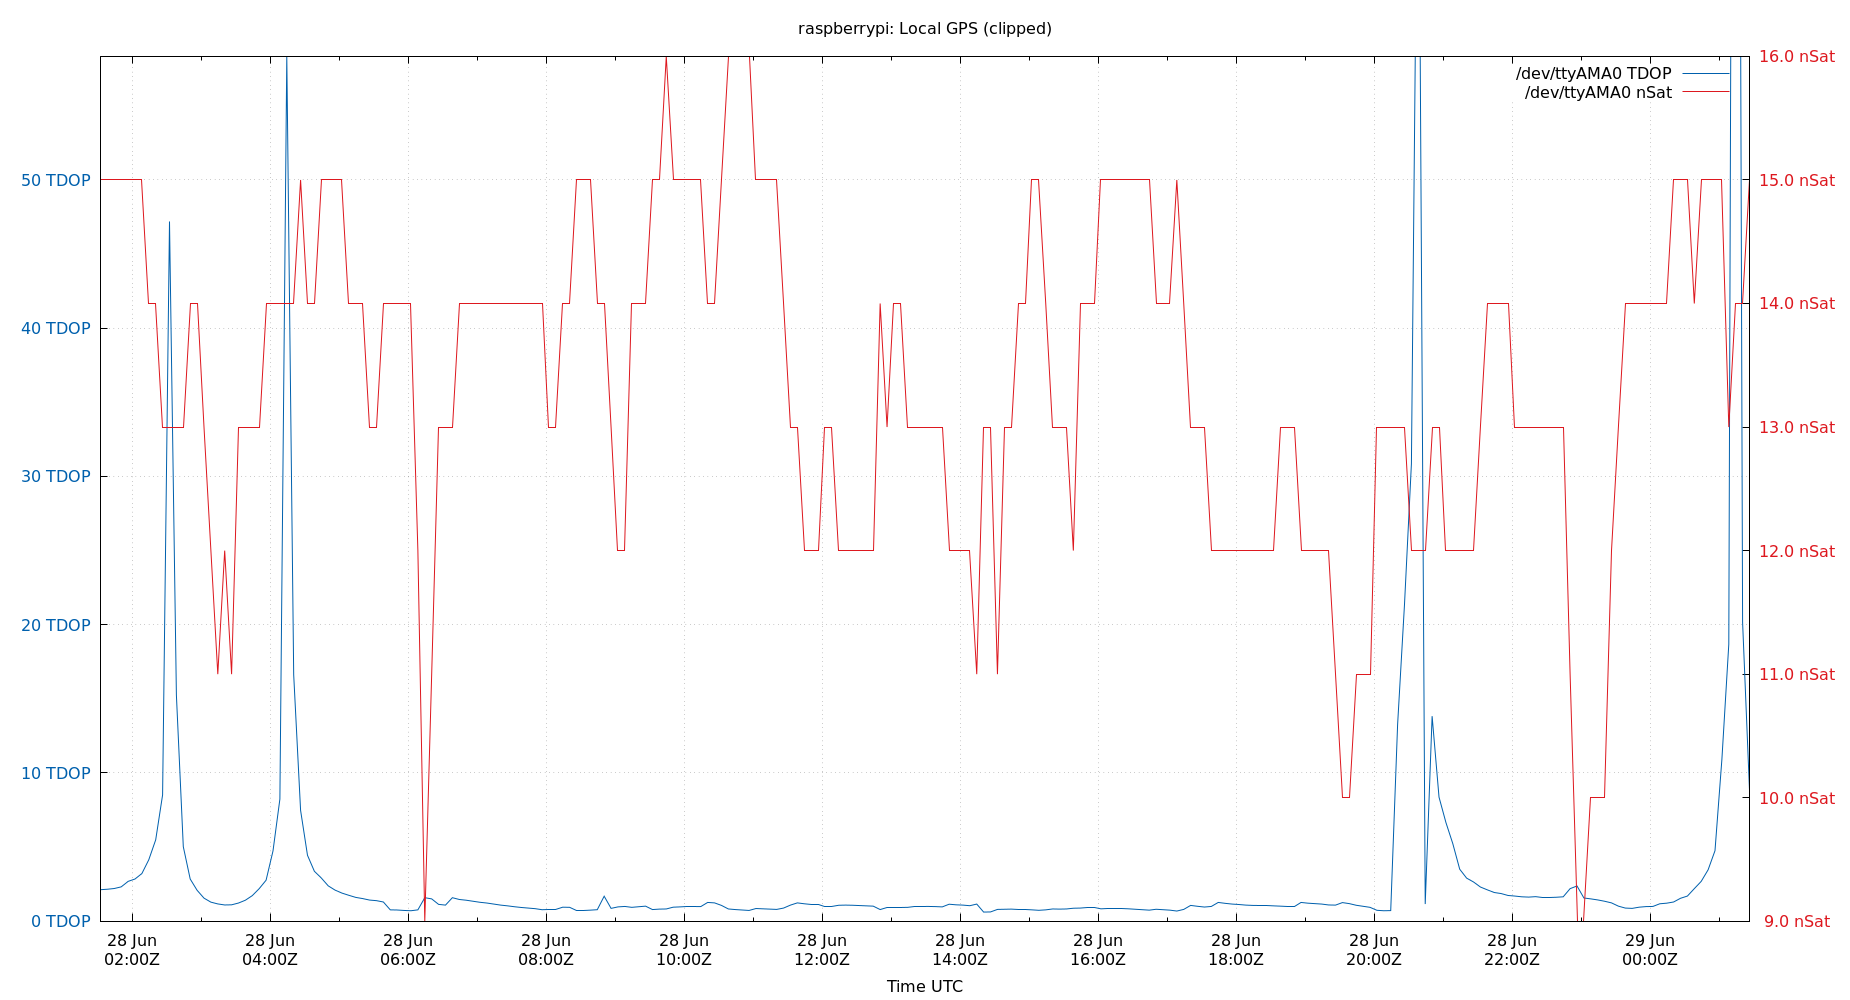 raspberrypi: Local GPS (clipped)
/dev/ttyAMA0 TDOP
/dev/ttyAMA0 nSat
50 TDOP
40 TDOP
30 TDOP
20 TDOP
10 TDOP
0 TDOP
16.0 nSat
15.0 nSat
14.0 nSat
13.0 nSat
12.0 nSat
11.0 nSat
10.0 nSat
9.0 nSat
28 Jun
02:00Z
28 Jun
04:00Z
28 Jun
06:00Z
28 Jun
08:00Z
28 Jun
10:00Z
28 Jun
12:00Z
28 Jun
14:00Z
28 Jun
16:00Z
28 Jun
18:00Z
28 Jun
20:00Z
28 Jun
22:00Z
29 Jun
00:00Z
Time UTC